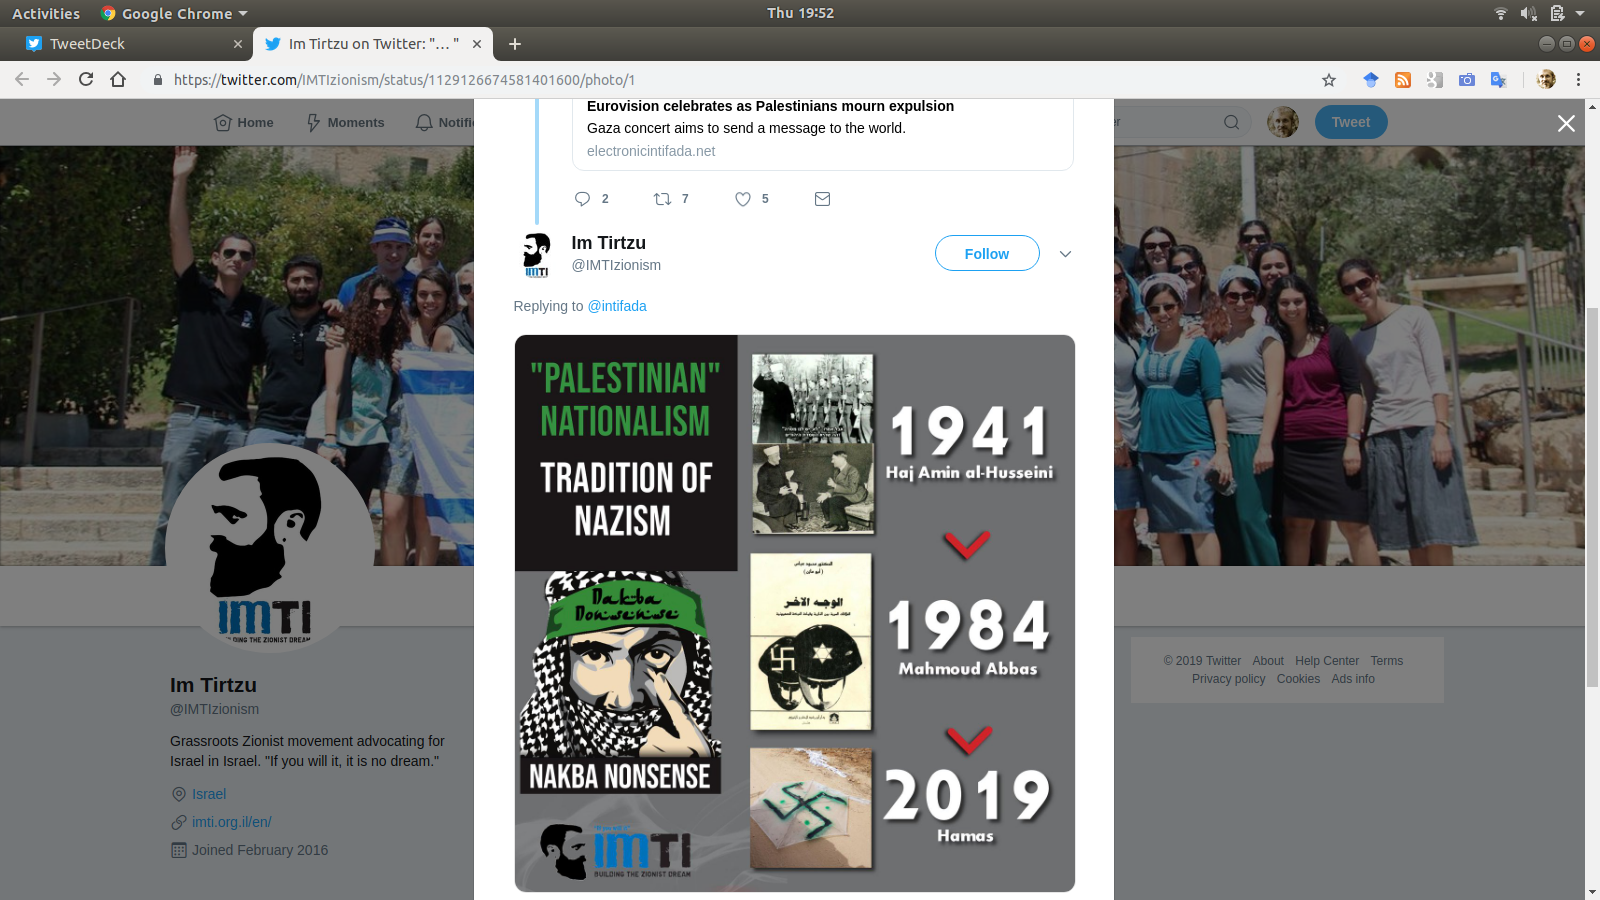 Activities
Google Chrome
Thu 19:52
TweetDeck
Im Tirtzu on Twitter: "… "
https://twitter.com/IMTIzionism/status/1129126674581401600/photo/1
Home
Moments
Notifi
er
Tweet
Eurovision celebrates as Palestinians mourn expulsion
Gaza concert aims to send a message to the world.
electronicintifada.net
2
7
5
Im Tirtzu
@IMTIzionism
Follow
Replying to @intifada
"PALESTINIAN"
NATIONALISM
TRADITION OF
NAZISM
Nakba
Nonsense
NAKBA NONSENSE
IMTI
BUILDING THE ZIONIST DREAM
1941
Haj Amin al-Husseini
الوجه الآخر
1984
Mahmoud Abbas
2019
Hamas
IMTI
BUILDING THE ZIONIST DREAM
Im Tirtzu
@IMTIzionism
Grassroots Zionist movement advocating for
Israel in Israel. "If you will it, it is no dream."
Israel
imti.org.il/en/
Joined February 2016
© 2019 Twitter About Help Center Terms
Privacy policy Cookies Ads info